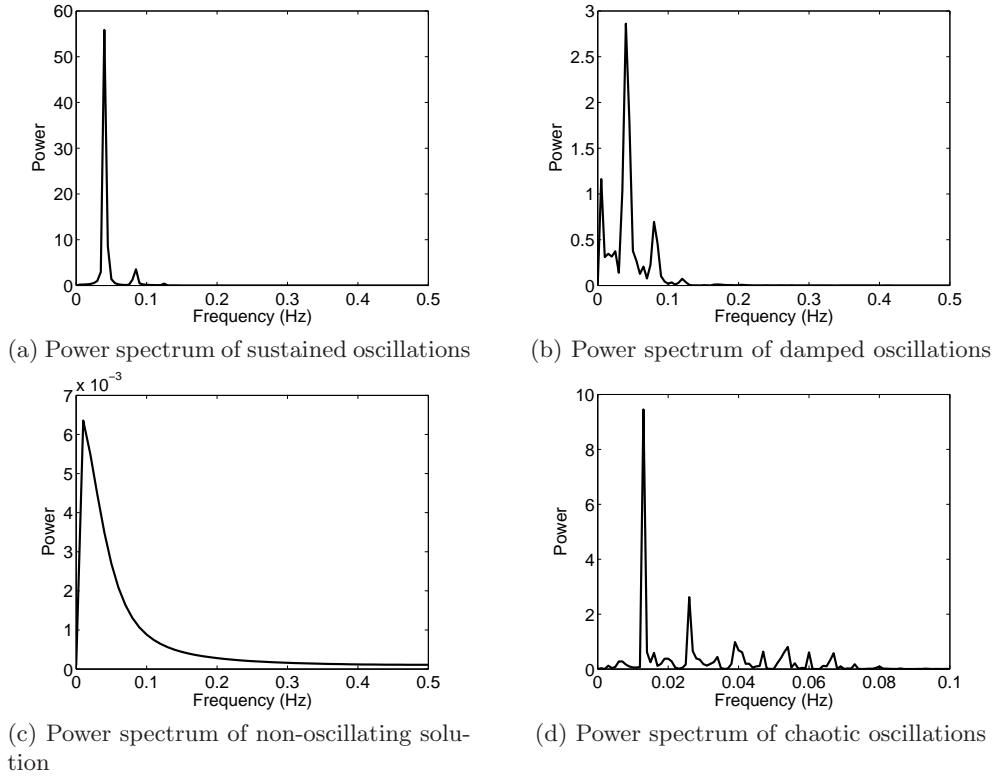 60
50
40
30
20
10
0
Power
0 0.1 0.2 0.3 0.4 0.5
Frequency (Hz)
(a) Power spectrum of sustained oscillations
3
2.5
2
1.5
1
0.5
0
Power
0 0.1 0.2 0.3 0.4 0.5
Frequency (Hz)
(b) Power spectrum of damped oscillations
x 10⁻³
7
6
5
4
3
2
1
0
Power
0 0.1 0.2 0.3 0.4 0.5
Frequency (Hz)
(c) Power spectrum of non-oscillating solu-
tion
10
8
6
4
2
0
Power
0 0.02 0.04 0.06 0.08 0.1
Frequency (Hz)
(d) Power spectrum of chaotic oscillations